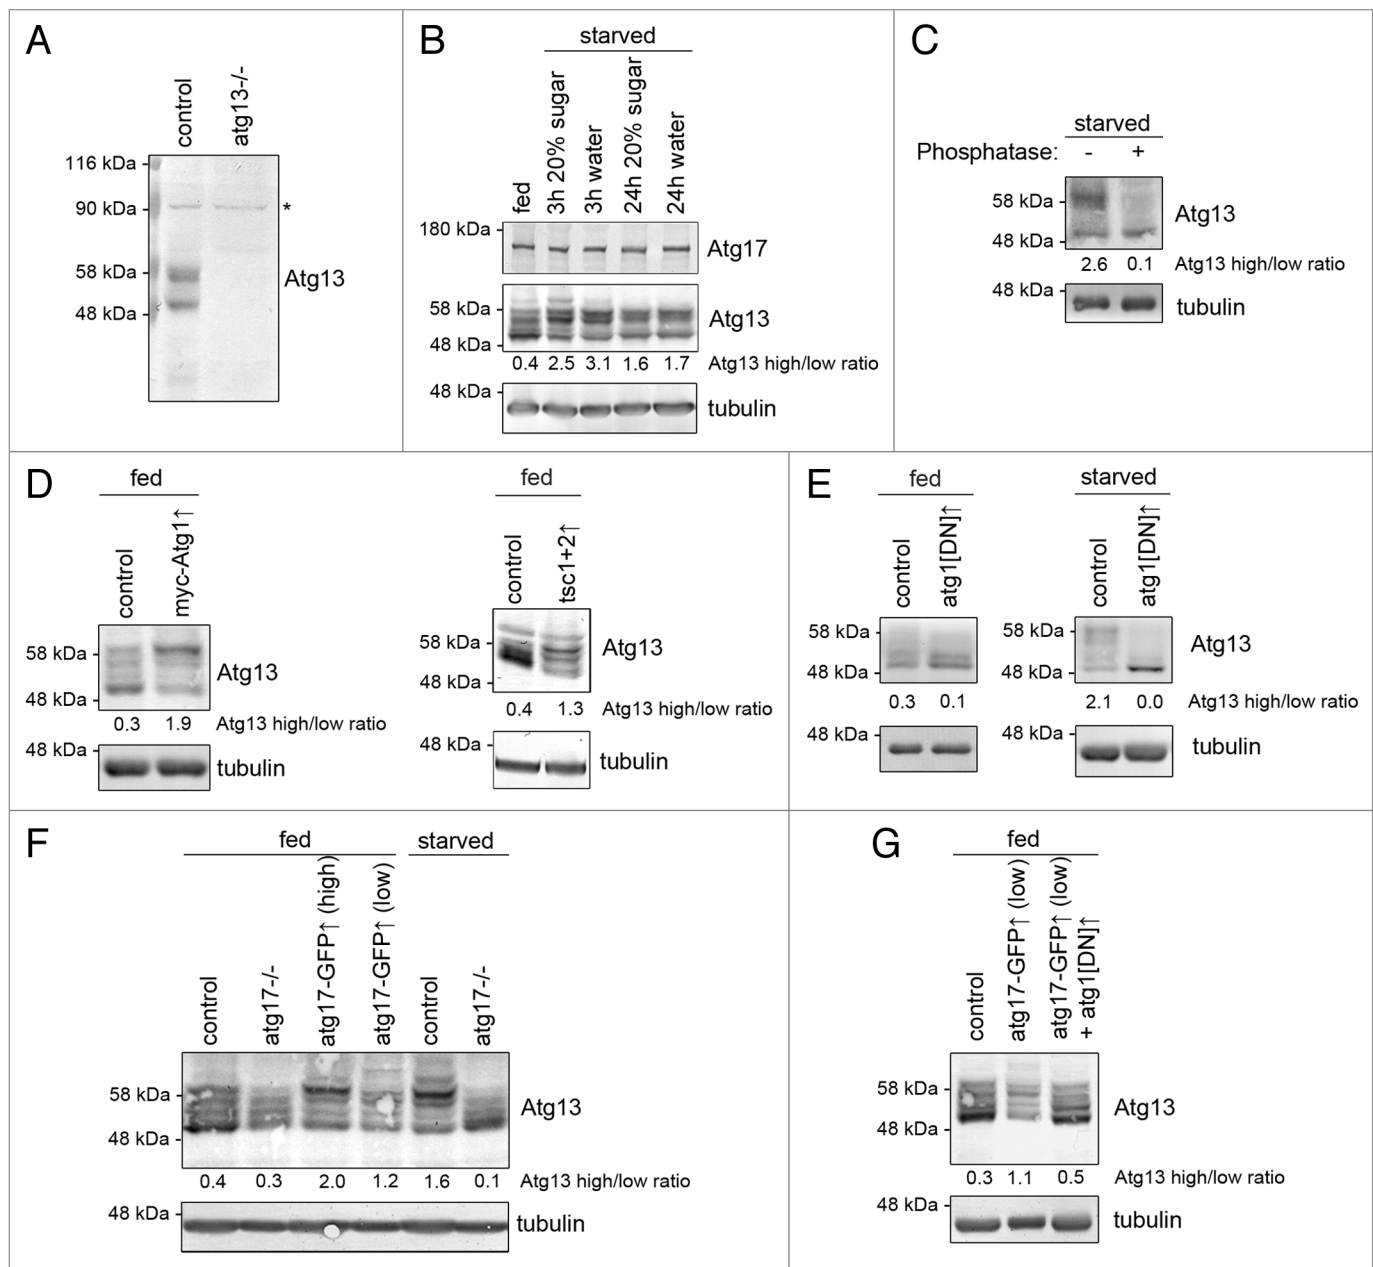 A
control
atg13-/-
116 kDa
90 kDa
*
58 kDa
Atg13
48 kDa
B
starved
fed
3h 20% sugar
3h water
24h 20% sugar
24h water
180 kDa
Atg17
58 kDa
Atg13
48 kDa
0.4 2.5 3.1 1.6 1.7 Atg13 high/low ratio
48 kDa
tubulin
C
starved
Phosphatase: - +
58 kDa
Atg13
48 kDa
2.6 0.1 Atg13 high/low ratio
48 kDa
tubulin
D
fed
control
myc-Atg1↑
58 kDa
Atg13
48 kDa
0.3 1.9 Atg13 high/low ratio
48 kDa
tubulin
fed
control
tsc1+2↑
58 kDa
Atg13
48 kDa
0.4 1.3 Atg13 high/low ratio
48 kDa
tubulin
E
fed
control
atg1[DN]↑
58 kDa
48 kDa
0.3 0.1
48 kDa
starved
control
atg1[DN]↑
58 kDa
Atg13
48 kDa
2.1 0.0 Atg13 high/low ratio
48 kDa
tubulin
F
fed
starved
control
atg17-/-
atg17-GFP↑ (high)
atg17-GFP↑ (low)
control
atg17-/-
58 kDa
Atg13
48 kDa
0.4 0.3 2.0 1.2 1.6 0.1 Atg13 high/low ratio
48 kDa
tubulin
G
fed
control
atg17-GFP↑ (low)
atg17-GFP↑ (low)
+ atg1[DN]↑
58 kDa
Atg13
48 kDa
0.3 1.1 0.5 Atg13 high/low ratio
48 kDa
tubulin